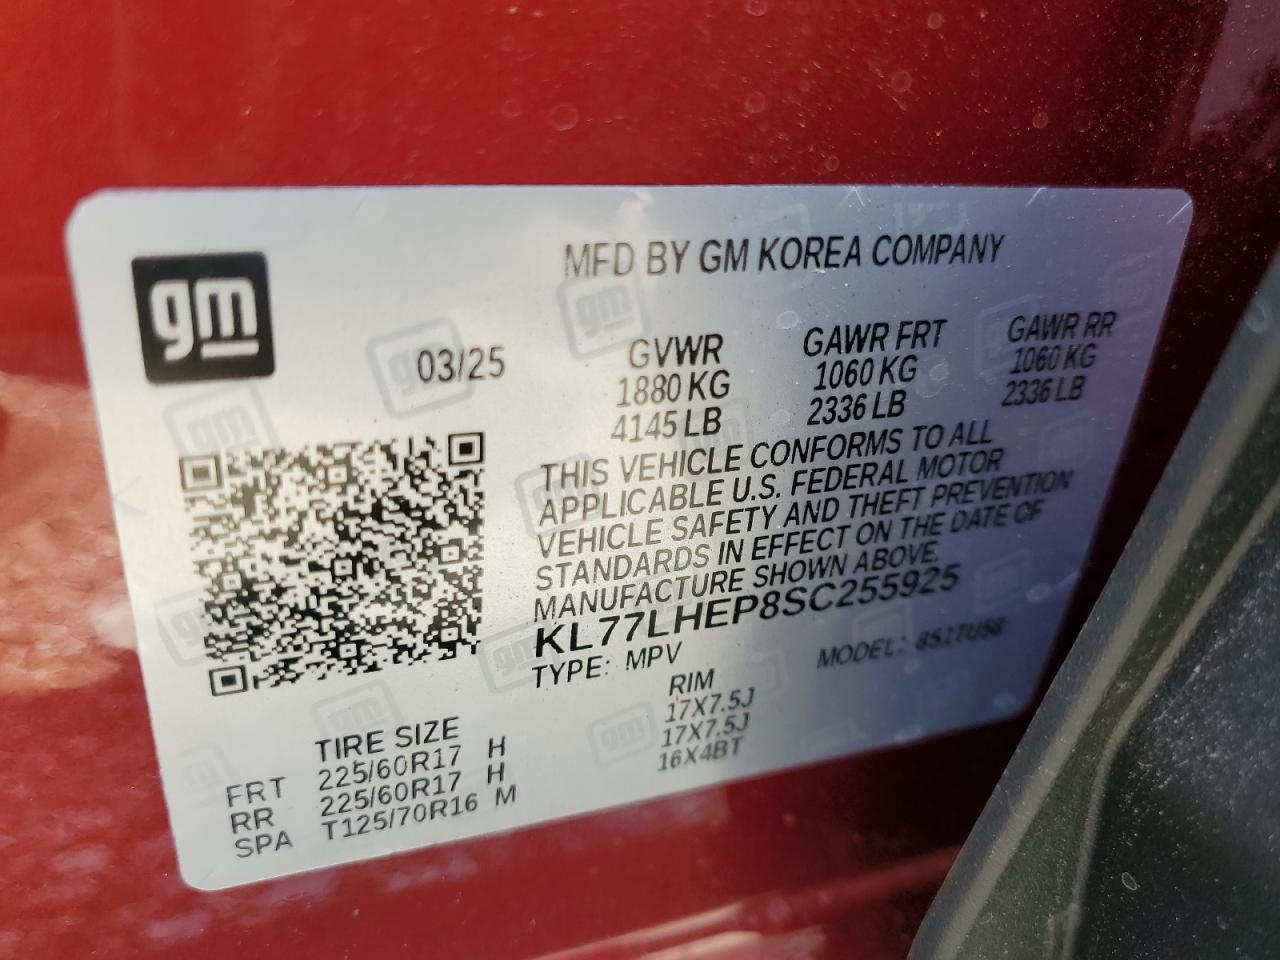 gm
MFD BY GM KOREA COMPANY
03/25
GVWR GAWR FRT GAWR RR
1880 KG 1060 KG 1060 KG
4145 LB 2336 LB 2336 LB
THIS VEHICLE CONFORMS TO ALL
APPLICABLE U.S. FEDERAL MOTOR
VEHICLE SAFETY AND THEFT PREVENTION
STANDARDS IN EFFECT ON THE DATE OF
MANUFACTURE SHOWN ABOVE.
KL77LHEP8SC255925
TYPE: MPV MODEL:
TIRE SIZE RIM
FRT 225/60R17 H 17X7.5J
RR 225/60R17 H 17X7.5J
SPA T125/70R16 M 16X4BT